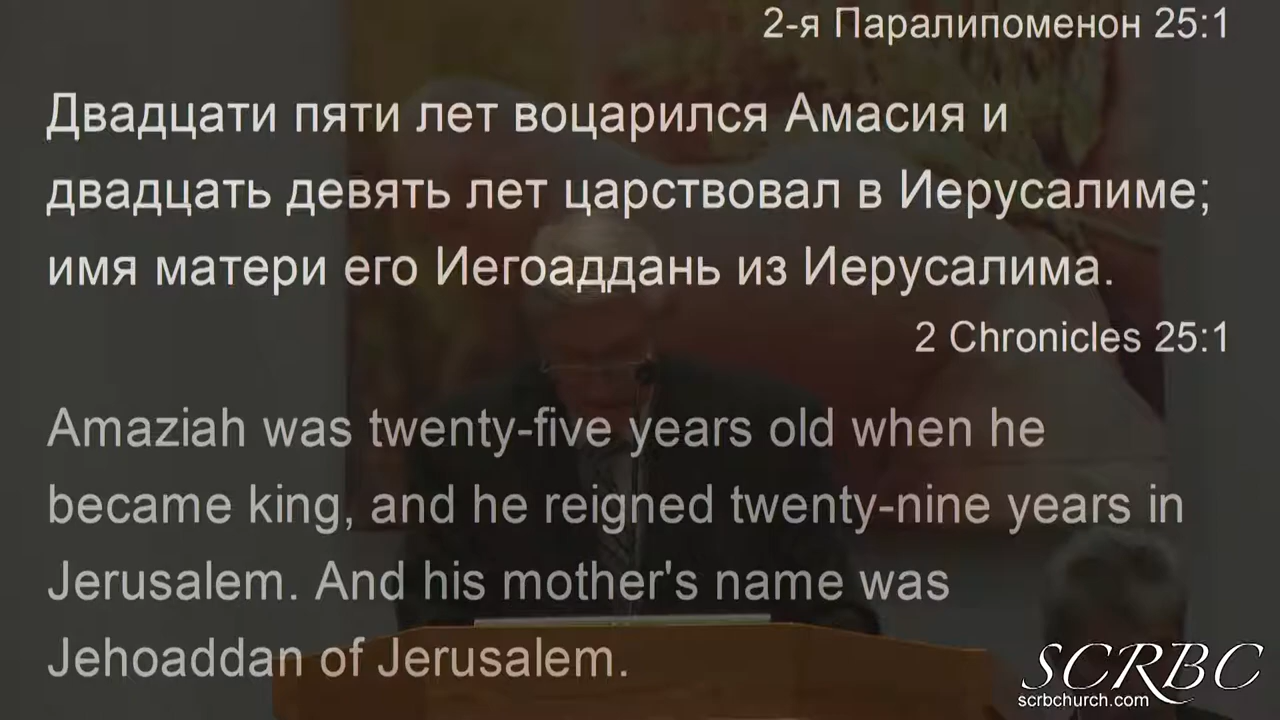 2-я Паралипоменон 25:1
Двадцати пяти лет воцарился Амасия и
двадцать девять лет царствовал в Иерусалиме;
имя матери его Иегоаддань из Иерусалима.
2 Chronicles 25:1
Amaziah was twenty-five years old when he
became king, and he reigned twenty-nine years in
Jerusalem. And his mother's name was
Jehoaddan of Jerusalem.
SCRBC
scrbchurch.com